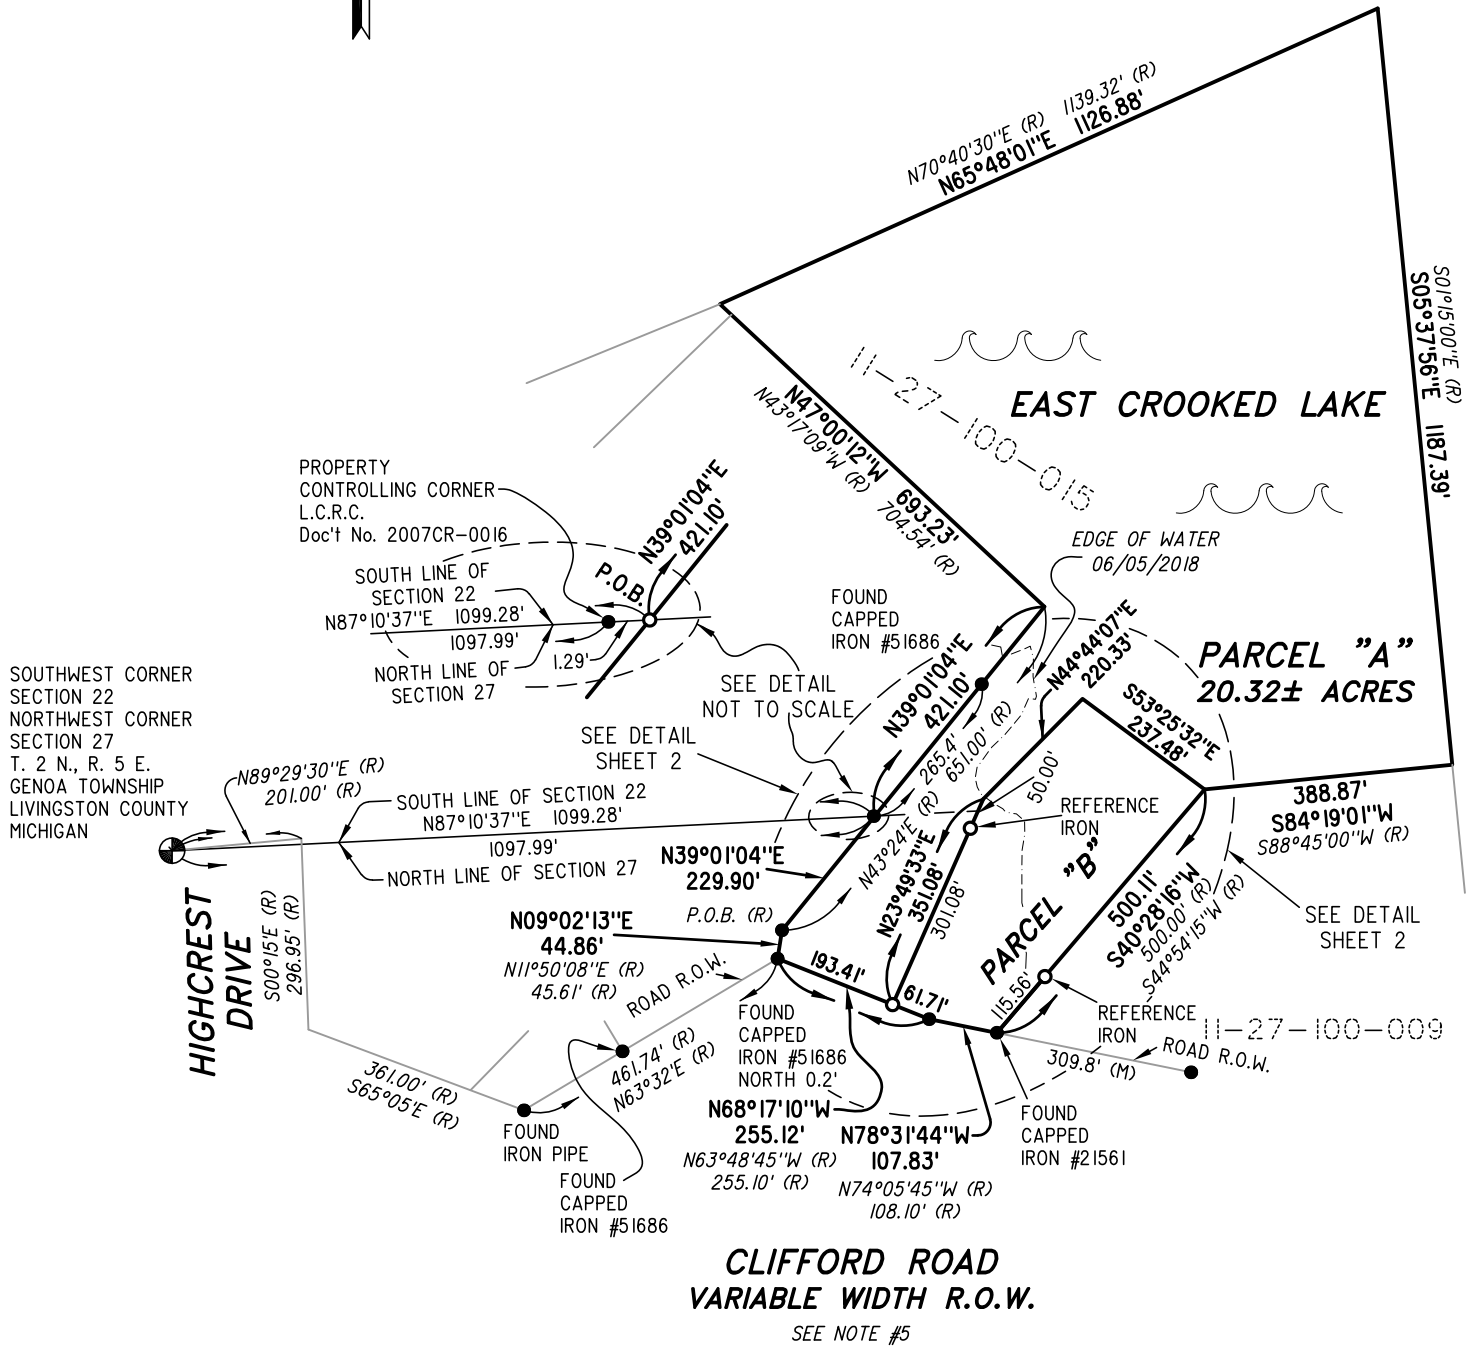 N70°40'30"E (R) 1139.32' (R)
N65°48'01"E 1126.88'
S01°15'00"E (R)
S05°37'56"E 1187.39'
11-27-100-015
EAST CROOKED LAKE
N47°00'12"W 693.23'
N43°17'09"W (R) 704.54' (R)
PROPERTY
CONTROLLING CORNER
L.C.R.C.
Doc't No. 2007CR-0016
N39°01'04"E
421.10'
P.O.B.
SOUTH LINE OF
SECTION 22
N87°10'37"E 1099.28'
1097.99'
1.29'
NORTH LINE OF
SECTION 27
EDGE OF WATER
06/05/2018
FOUND
CAPPED
IRON #51686
N39°01'04"E
421.10'
N44°44'07"E
220.33'
PARCEL "A"
20.32± ACRES
S53°25'32"E
237.48'
SEE DETAIL
NOT TO SCALE
SEE DETAIL
SHEET 2
SOUTHWEST CORNER
SECTION 22
NORTHWEST CORNER
SECTION 27
T. 2 N., R. 5 E.
GENOA TOWNSHIP
LIVINGSTON COUNTY
MICHIGAN
N89°29'30"E (R)
201.00' (R)
SOUTH LINE OF SECTION 22
N87°10'37"E 1099.28'
1097.99'
NORTH LINE OF SECTION 27
265.4'
N43°24'E (R) 651.00' (R)
50.00'
REFERENCE
IRON
388.87'
S84°19'01"W
S88°45'00"W (R)
N39°01'04"E
229.90'
P.O.B. (R)
N23°49'33"E
351.08'
301.08'
PARCEL "B"
500.11'
S40°28'16"W
500.00' (R)
S44°54'15"W (R)
115.56'
SEE DETAIL
SHEET 2
HIGHCREST
DRIVE
S00°15'E (R)
296.95' (R)
N09°02'13"E
44.86'
N11°50'08"E (R)
45.61' (R)
ROAD R.O.W.
193.41'
61.71'
REFERENCE
IRON
11-27-100-009
ROAD R.O.W.
309.8' (M)
FOUND
CAPPED
IRON #51686
NORTH 0.2'
461.74' (R)
N63°32'E (R)
361.00' (R)
S65°05'E (R)
FOUND
IRON PIPE
FOUND
CAPPED
IRON #51686
N68°17'10"W
255.12'
N63°48'45"W (R)
255.10' (R)
N78°31'44"W
107.83'
N74°05'45"W (R)
108.10' (R)
FOUND
CAPPED
IRON #21561
CLIFFORD ROAD
VARIABLE WIDTH R.O.W.
SEE NOTE #5